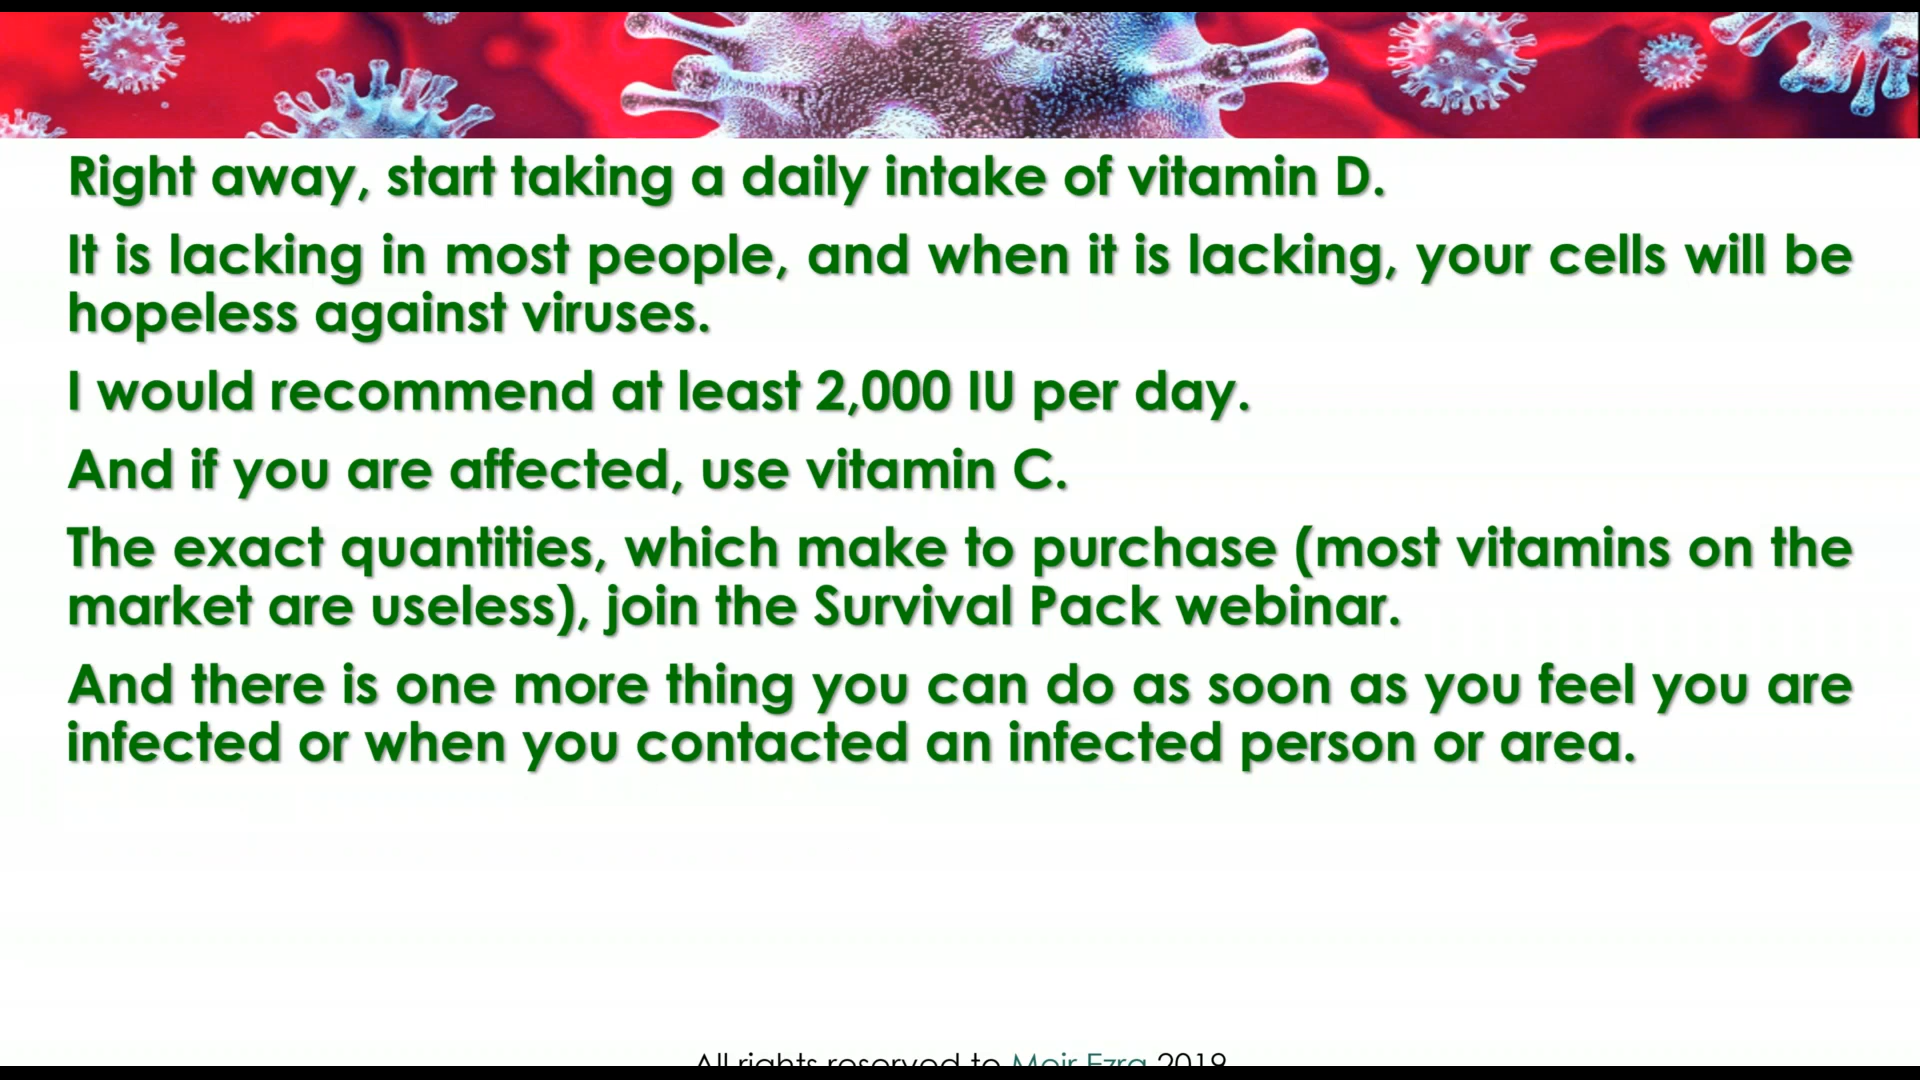 Right away, start taking a daily intake of vitamin D.
It is lacking in most people, and when it is lacking, your cells will be
hopeless against viruses.
I would recommend at least 2,000 IU per day.
And if you are affected, use vitamin C.
The exact quantities, which make to purchase (most vitamins on the
market are useless), join the Survival Pack webinar.
And there is one more thing you can do as soon as you feel you are
infected or when you contacted an infected person or area.
All rights reserved to Meir Ezra 2019